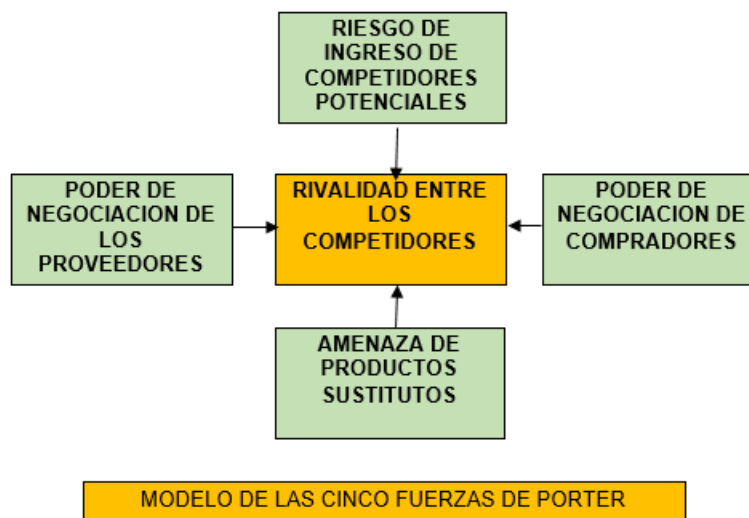 RIESGO DE
INGRESO DE
COMPETIDORES
POTENCIALES
PODER DE
NEGOCIACION DE
LOS
PROVEEDORES
RIVALIDAD ENTRE
LOS
COMPETIDORES
PODER DE
NEGOCIACION DE
COMPRADORES
AMENAZA DE
PRODUCTOS
SUSTITUTOS
MODELO DE LAS CINCO FUERZAS DE PORTER